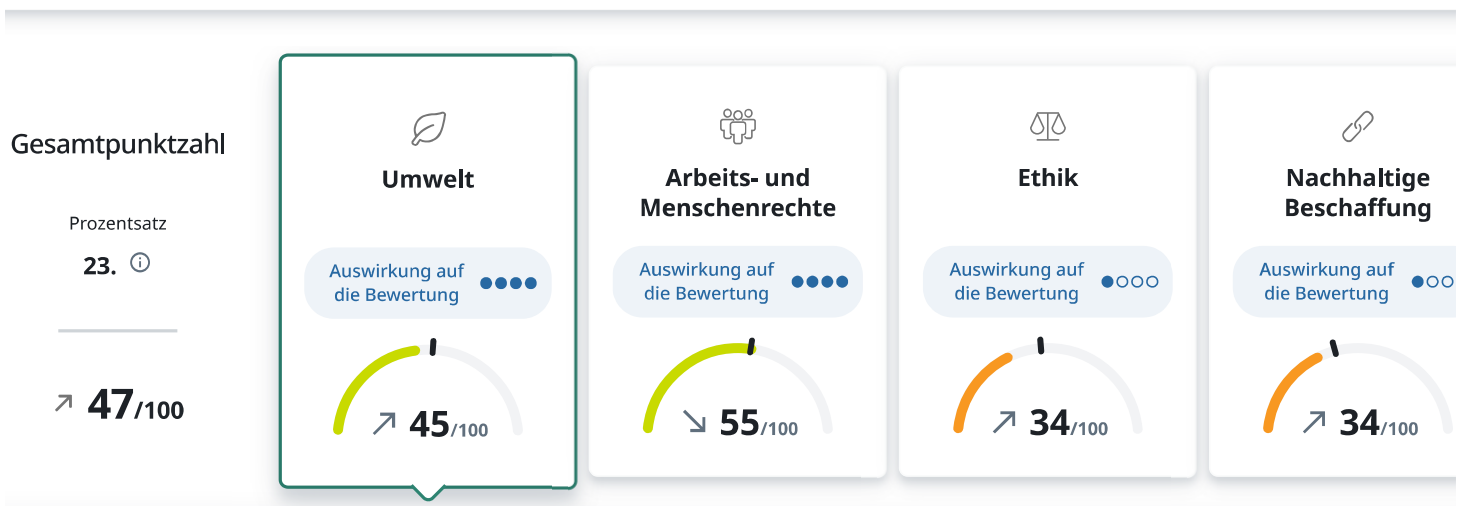 Gesamtpunktzahl
Prozentsatz
23.
47/100
Umwelt
Auswirkung auf
die Bewertung
45/100
Arbeits- und
Menschenrechte
Auswirkung auf
die Bewertung
55/100
Ethik
Auswirkung auf
die Bewertung
34/100
Nachhaltige
Beschaffung
Auswirkung auf
die Bewertung
34/100